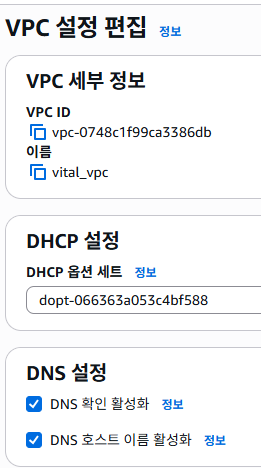 VPC 설정 편집 정보
VPC 세부 정보
VPC ID
vpc-0748c1f99ca3386db
이름
vital_vpc
DHCP 설정
DHCP 옵션 세트 정보
dopt-066363a053c4bf588
DNS 설정
DNS 확인 활성화 정보
DNS 호스트 이름 활성화 정보